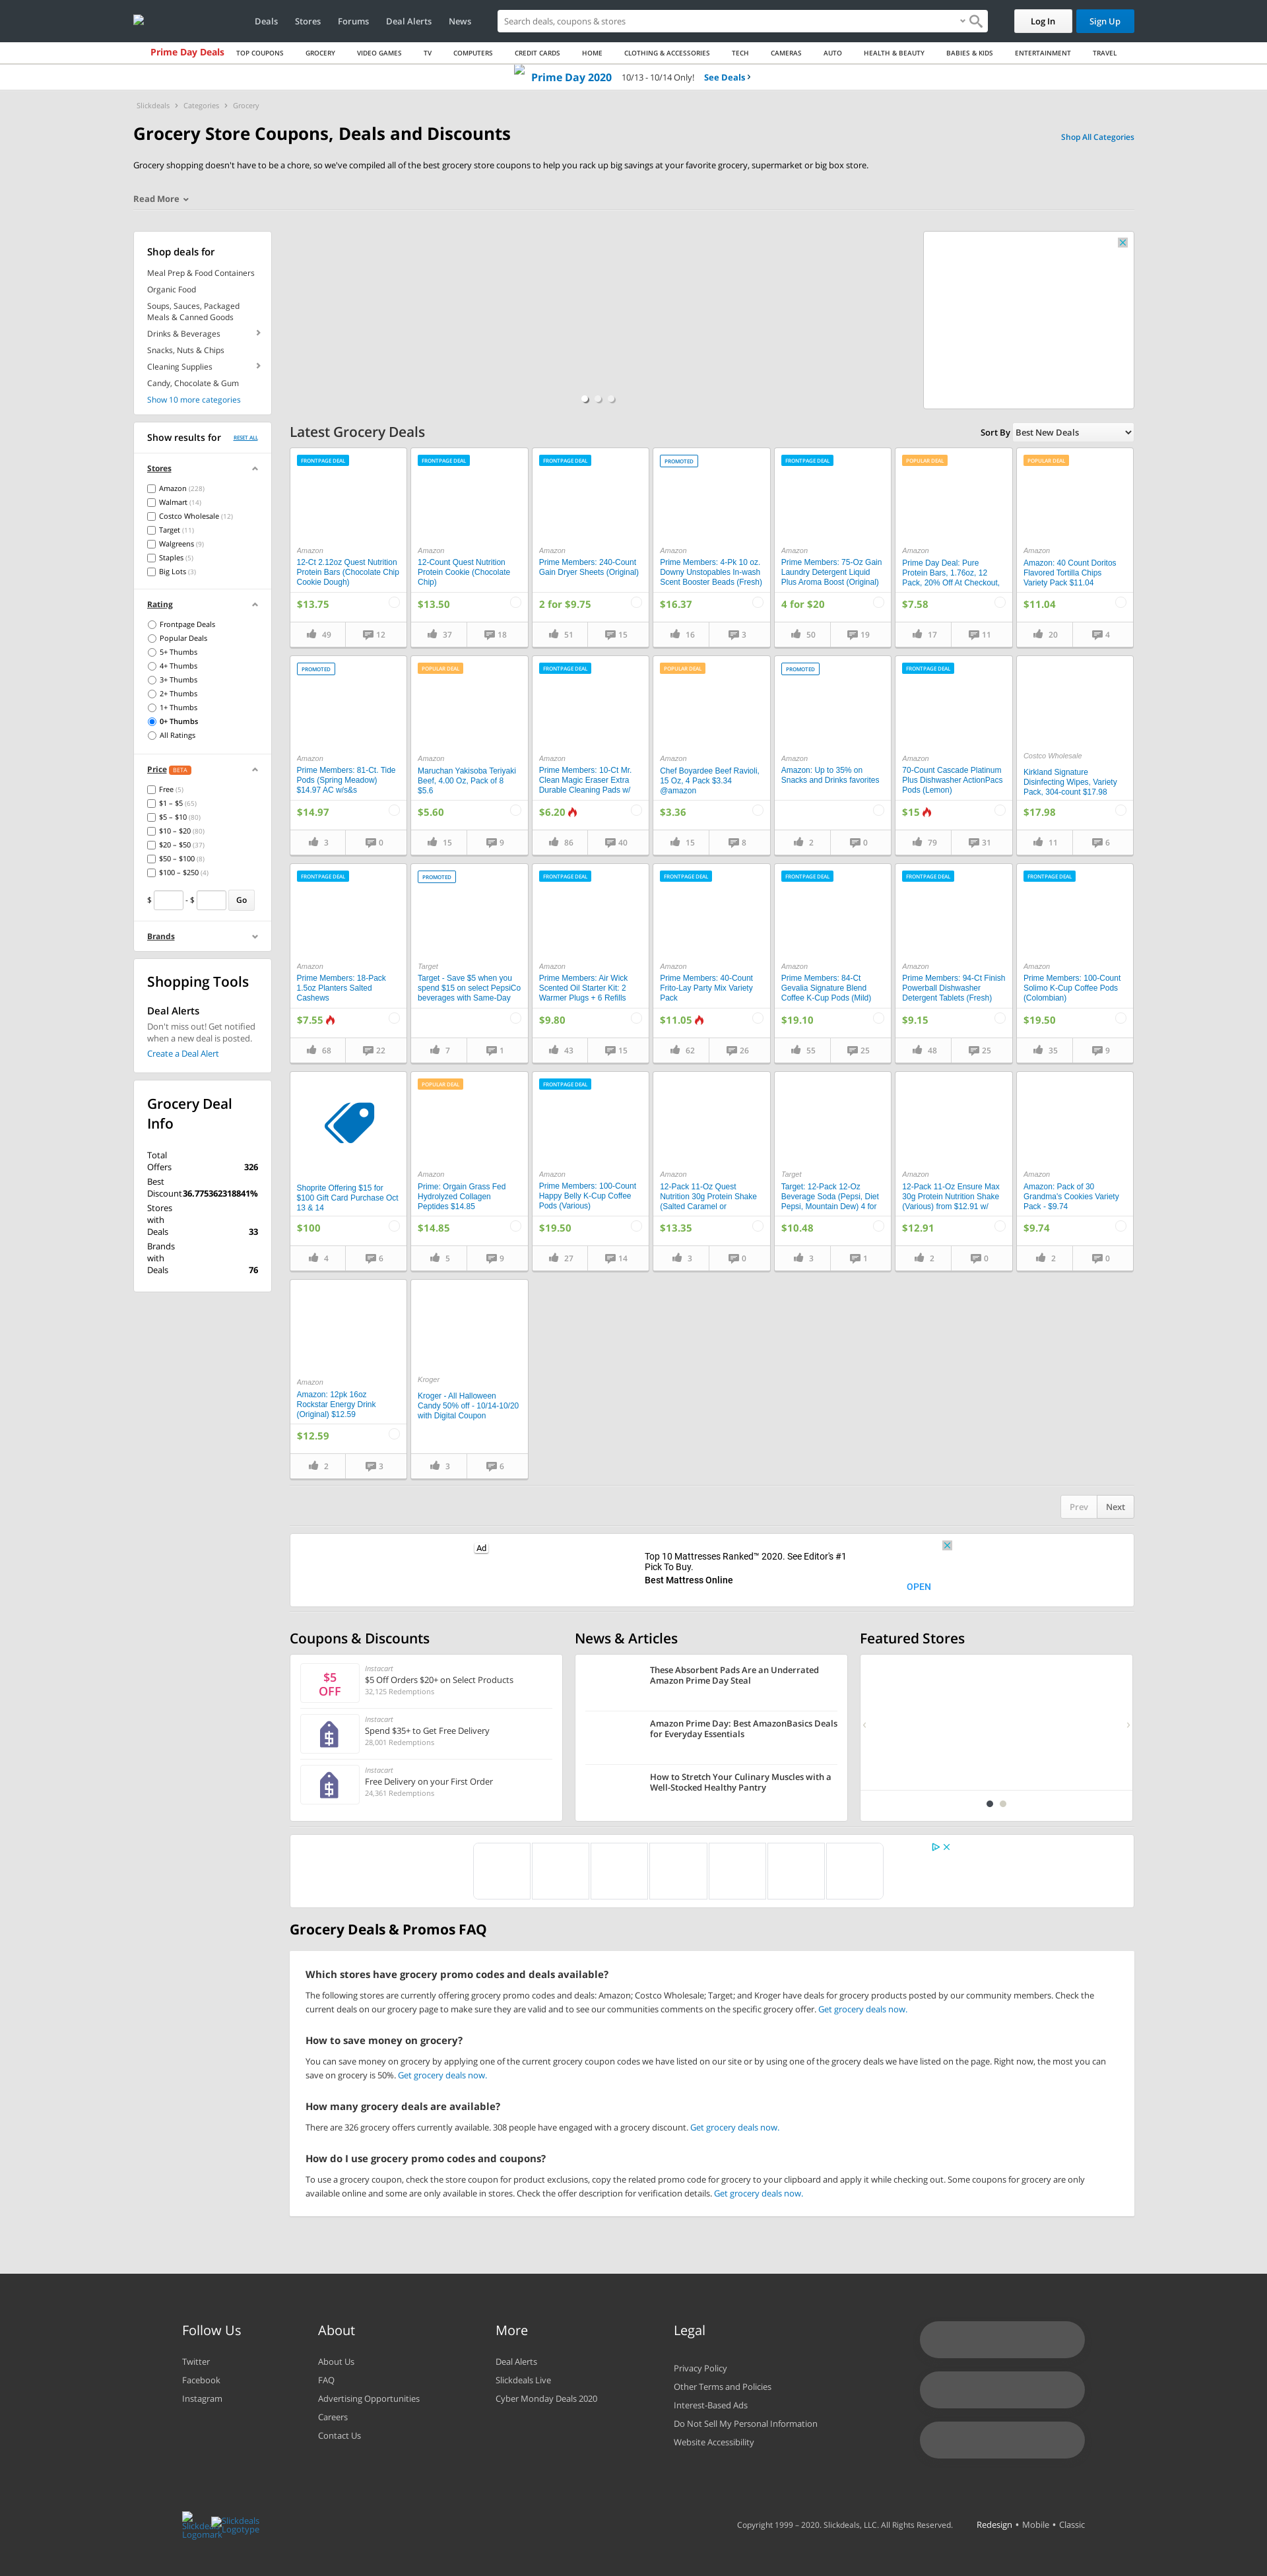 Deals Stores Forums Deal Alerts News
Search deals, coupons & stores
Log In Sign Up
Prime Day Deals TOP COUPONS GROCERY VIDEO GAMES TV COMPUTERS CREDIT CARDS HOME CLOTHING & ACCESSORIES TECH CAMERAS AUTO HEALTH & BEAUTY BABIES & KIDS ENTERTAINMENT TRAVEL
Prime Day 2020 10/13 - 10/14 Only! See Deals
Slickdeals Categories Grocery
Grocery Store Coupons, Deals and Discounts
Shop All Categories
Grocery shopping doesn't have to be a chore, so we've compiled all of the best grocery store coupons to help you rack up big savings at your favorite grocery, supermarket or big box store.
Read More
Shop deals for
Meal Prep & Food Containers
Organic Food
Soups, Sauces, Packaged
Meals & Canned Goods
Drinks & Beverages
Snacks, Nuts & Chips
Cleaning Supplies
Candy, Chocolate & Gum
Show 10 more categories
Show results for RESET ALL
Stores
Amazon (228)
Walmart (14)
Costco Wholesale (12)
Target (11)
Walgreens (9)
Staples (5)
Big Lots (3)
Rating
Frontpage Deals
Popular Deals
5+ Thumbs
4+ Thumbs
3+ Thumbs
2+ Thumbs
1+ Thumbs
0+ Thumbs
All Ratings
Price BETA
Free (5)
$1 – $5 (65)
$5 – $10 (80)
$10 – $20 (80)
$20 – $50 (37)
$50 – $100 (8)
$100 – $250 (4)
$ - $ Go
Brands
Shopping Tools
Deal Alerts
Don't miss out! Get notified
when a new deal is posted.
Create a Deal Alert
Grocery Deal
Info
Total
Offers 326
Best
Discount 36.775362318841%
Stores
with
Deals 33
Brands
with
Deals 76
Latest Grocery Deals
Sort By Best New Deals
FRONTPAGE DEAL
Amazon
12-Ct 2.12oz Quest Nutrition
Protein Bars (Chocolate Chip
Cookie Dough)
$13.75
49 12
FRONTPAGE DEAL
Amazon
12-Count Quest Nutrition
Protein Cookie (Chocolate
Chip)
$13.50
37 18
FRONTPAGE DEAL
Amazon
Prime Members: 240-Count
Gain Dryer Sheets (Original)
2 for $9.75
51 15
PROMOTED
Amazon
Prime Members: 4-Pk 10 oz.
Downy Unstopables In-wash
Scent Booster Beads (Fresh)
$16.37
16 3
FRONTPAGE DEAL
Amazon
Prime Members: 75-Oz Gain
Laundry Detergent Liquid
Plus Aroma Boost (Original)
4 for $20
50 19
POPULAR DEAL
Amazon
Prime Day Deal: Pure
Protein Bars, 1.76oz, 12
Pack, 20% Off At Checkout,
$7.58
17 11
POPULAR DEAL
Amazon
Amazon: 40 Count Doritos
Flavored Tortilla Chips
Variety Pack $11.04
$11.04
20 4
PROMOTED
Amazon
Prime Members: 81-Ct. Tide
Pods (Spring Meadow)
$14.97 AC w/s&s
$14.97
3 0
POPULAR DEAL
Amazon
Maruchan Yakisoba Teriyaki
Beef, 4.00 Oz, Pack of 8
$5.6
$5.60
15 9
FRONTPAGE DEAL
Amazon
Prime Members: 10-Ct Mr.
Clean Magic Eraser Extra
Durable Cleaning Pads w/
$6.20
86 40
POPULAR DEAL
Amazon
Chef Boyardee Beef Ravioli,
15 Oz, 4 Pack $3.34
@amazon
$3.36
15 8
PROMOTED
Amazon
Amazon: Up to 35% on
Snacks and Drinks favorites
2 0
FRONTPAGE DEAL
Amazon
70-Count Cascade Platinum
Plus Dishwasher ActionPacs
Pods (Lemon)
$15
79 31
Costco Wholesale
Kirkland Signature
Disinfecting Wipes, Variety
Pack, 304-count $17.98
$17.98
11 6
FRONTPAGE DEAL
Amazon
Prime Members: 18-Pack
1.5oz Planters Salted
Cashews
$7.55
68 22
PROMOTED
Target
Target - Save $5 when you
spend $15 on select PepsiCo
beverages with Same-Day
7 1
FRONTPAGE DEAL
Amazon
Prime Members: Air Wick
Scented Oil Starter Kit: 2
Warmer Plugs + 6 Refills
$9.80
43 15
FRONTPAGE DEAL
Amazon
Prime Members: 40-Count
Frito-Lay Party Mix Variety
Pack
$11.05
62 26
FRONTPAGE DEAL
Amazon
Prime Members: 84-Ct
Gevalia Signature Blend
Coffee K-Cup Pods (Mild)
$19.10
55 25
FRONTPAGE DEAL
Amazon
Prime Members: 94-Ct Finish
Powerball Dishwasher
Detergent Tablets (Fresh)
$9.15
48 25
FRONTPAGE DEAL
Amazon
Prime Members: 100-Count
Solimo K-Cup Coffee Pods
(Colombian)
$19.50
35 9
Shoprite Offering $15 for
$100 Gift Card Purchase Oct
13 & 14
$100
4 6
POPULAR DEAL
Amazon
Prime: Orgain Grass Fed
Hydrolyzed Collagen
Peptides $14.85
$14.85
5 9
FRONTPAGE DEAL
Amazon
Prime Members: 100-Count
Happy Belly K-Cup Coffee
Pods (Various)
$19.50
27 14
Amazon
12-Pack 11-Oz Quest
Nutrition 30g Protein Shake
(Salted Caramel or
$13.35
3 0
Target
Target: 12-Pack 12-Oz
Beverage Soda (Pepsi, Diet
Pepsi, Mountain Dew) 4 for
$10.48
3 1
Amazon
12-Pack 11-Oz Ensure Max
30g Protein Nutrition Shake
(Various) from $12.91 w/
$12.91
2 0
Amazon
Amazon: Pack of 30
Grandma's Cookies Variety
Pack - $9.74
$9.74
2 0
Amazon
Amazon: 12pk 16oz
Rockstar Energy Drink
(Original) $12.59
$12.59
2 3
Kroger
Kroger - All Halloween
Candy 50% off - 10/14-10/20
with Digital Coupon
3 6
Prev Next
Ad
Top 10 Mattresses Ranked™ 2020. See Editor's #1
Pick To Buy.
Best Mattress Online
OPEN
Coupons & Discounts
$5
OFF
Instacart
$5 Off Orders $20+ on Select Products
32,125 Redemptions
Instacart
Spend $35+ to Get Free Delivery
28,001 Redemptions
Instacart
Free Delivery on your First Order
24,361 Redemptions
News & Articles
These Absorbent Pads Are an Underrated
Amazon Prime Day Steal
Amazon Prime Day: Best AmazonBasics Deals
for Everyday Essentials
How to Stretch Your Culinary Muscles with a
Well-Stocked Healthy Pantry
Featured Stores
Grocery Deals & Promos FAQ
Which stores have grocery promo codes and deals available?
The following stores are currently offering grocery promo codes and deals: Amazon; Costco Wholesale; Target; and Kroger have deals for grocery products posted by our community members. Check the
current deals on our grocery page to make sure they are valid and to see our communities comments on the specific grocery offer. Get grocery deals now.
How to save money on grocery?
You can save money on grocery by applying one of the current grocery coupon codes we have listed on our site or by using one of the grocery deals we have listed on the page. Right now, the most you can
save on grocery is 50%. Get grocery deals now.
How many grocery deals are available?
There are 326 grocery offers currently available. 308 people have engaged with a grocery discount. Get grocery deals now.
How do I use grocery promo codes and coupons?
To use a grocery coupon, check the store coupon for product exclusions, copy the related promo code for grocery to your clipboard and apply it while checking out. Some coupons for grocery are only
available online and some are only available in stores. Check the offer description for verification details. Get grocery deals now.
Follow Us
Twitter
Facebook
Instagram
About
About Us
FAQ
Advertising Opportunities
Careers
Contact Us
More
Deal Alerts
Slickdeals Live
Cyber Monday Deals 2020
Legal
Privacy Policy
Other Terms and Policies
Interest-Based Ads
Do Not Sell My Personal Information
Website Accessibility
Slickdeals
Logomark
Slickdeals
Logotype
Copyright 1999 – 2020. Slickdeals, LLC. All Rights Reserved. Redesign • Mobile • Classic